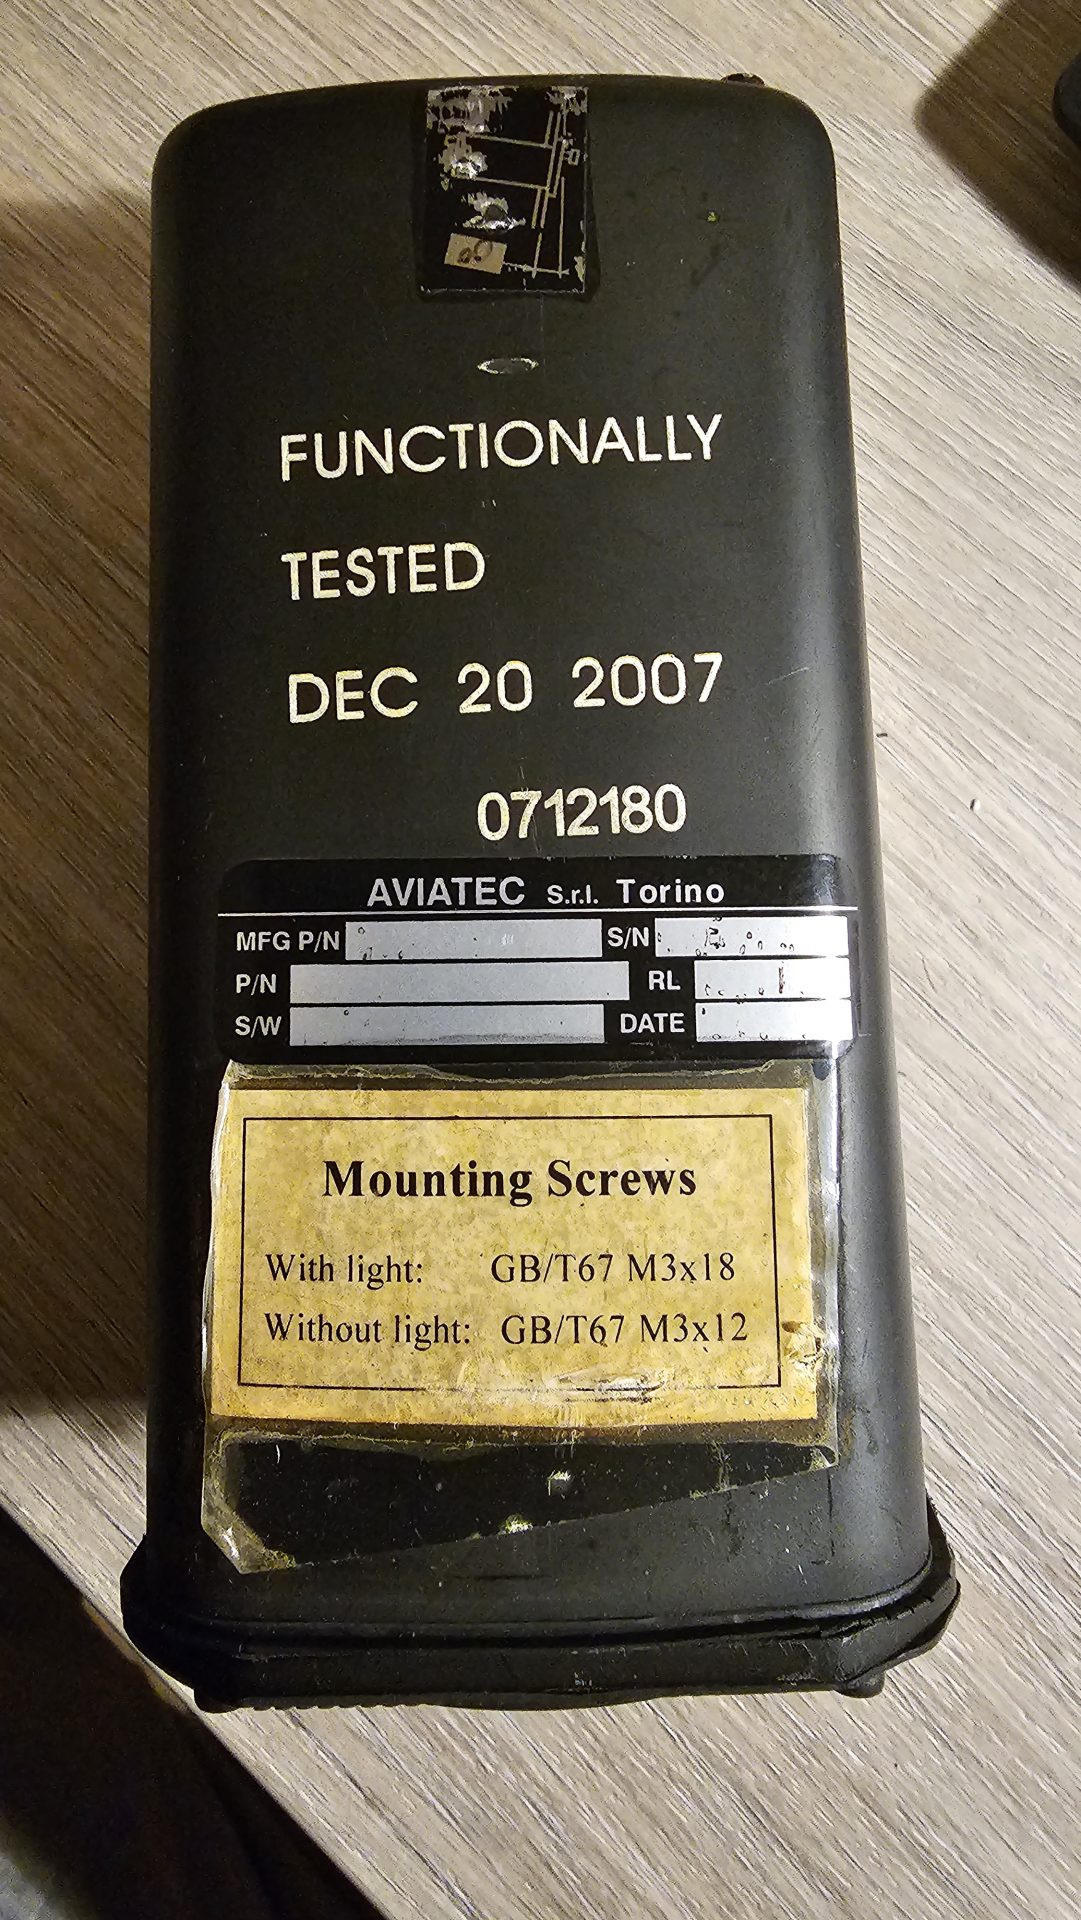 FUNCTIONALLY
TESTED
DEC 20 2007
0712180
AVIATEC S.r.l. Torino
MFG P/N S/N
P/N RL
S/W DATE
Mounting Screws
With light: GB/T67 M3x18
Without light: GB/T67 M3x12